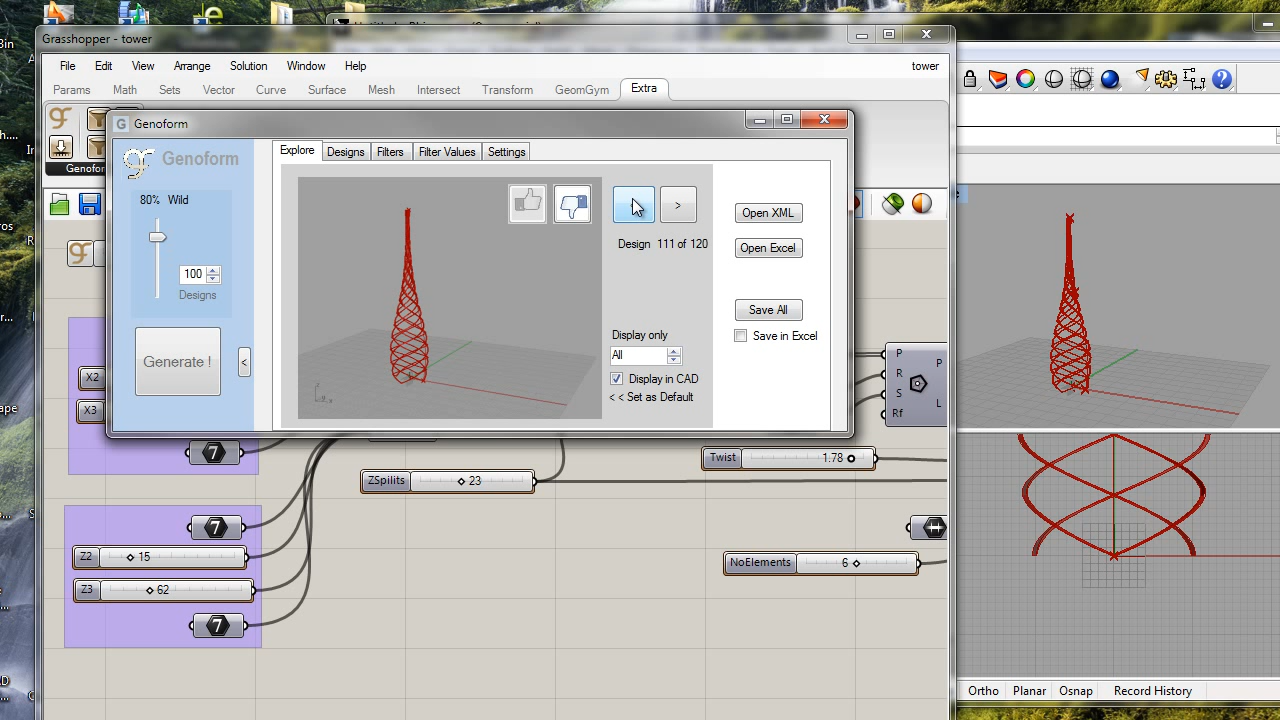 Grasshopper - tower
File Edit View Arrange Solution Window Help tower
Params Math Sets Vector Curve Surface Mesh Intersect Transform GeomGym Extra
G Genoform
Genoform
80% Wild
100
Designs
Generate !
<
Explore Designs Filters Filter Values Settings
>
Design 111 of 120
Display only
All
Display in CAD
< < Set as Default
Open XML
Open Excel
Save All
Save in Excel
X2
X3
7
ZSpilits 23
7
Z2 15
Z3 62
7
P
R
S
Rf
P
L
Twist 1.78
NoElements 6
Ortho Planar Osnap Record History